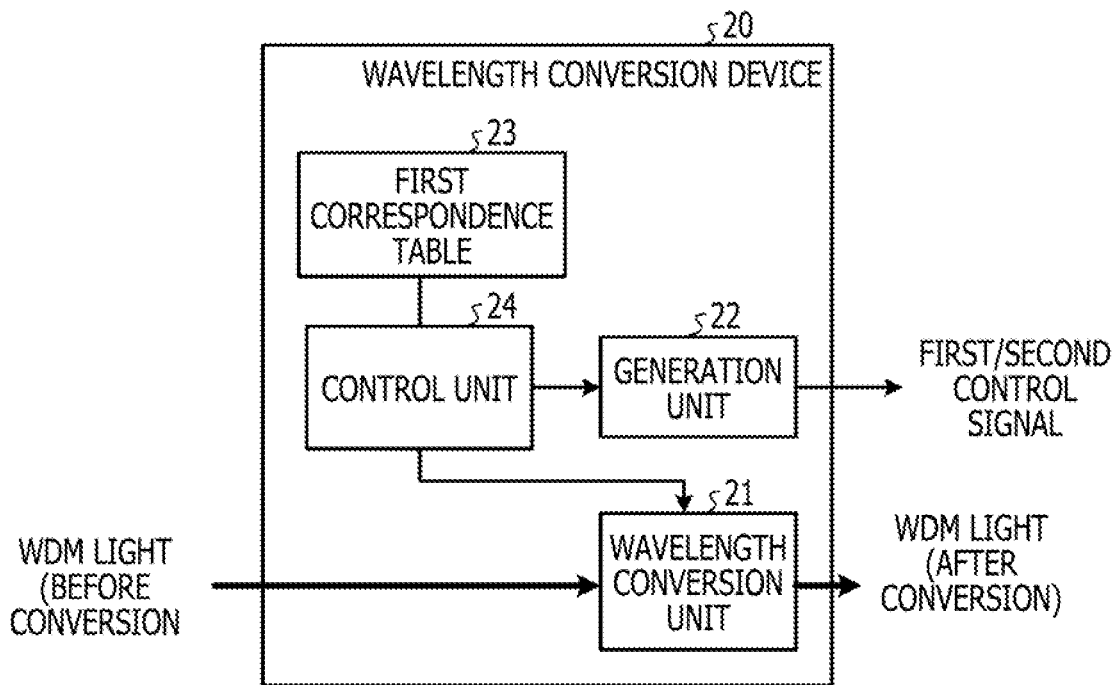 20
WAVELENGTH CONVERSION DEVICE
23
FIRST
CORRESPONDENCE
TABLE
24
CONTROL UNIT
22
GENERATION
UNIT
FIRST/SECOND
CONTROL
SIGNAL
21
WAVELENGTH
CONVERSION
UNIT
WDM LIGHT
(BEFORE
CONVERSION
WDM LIGHT
(AFTER
CONVERSION)